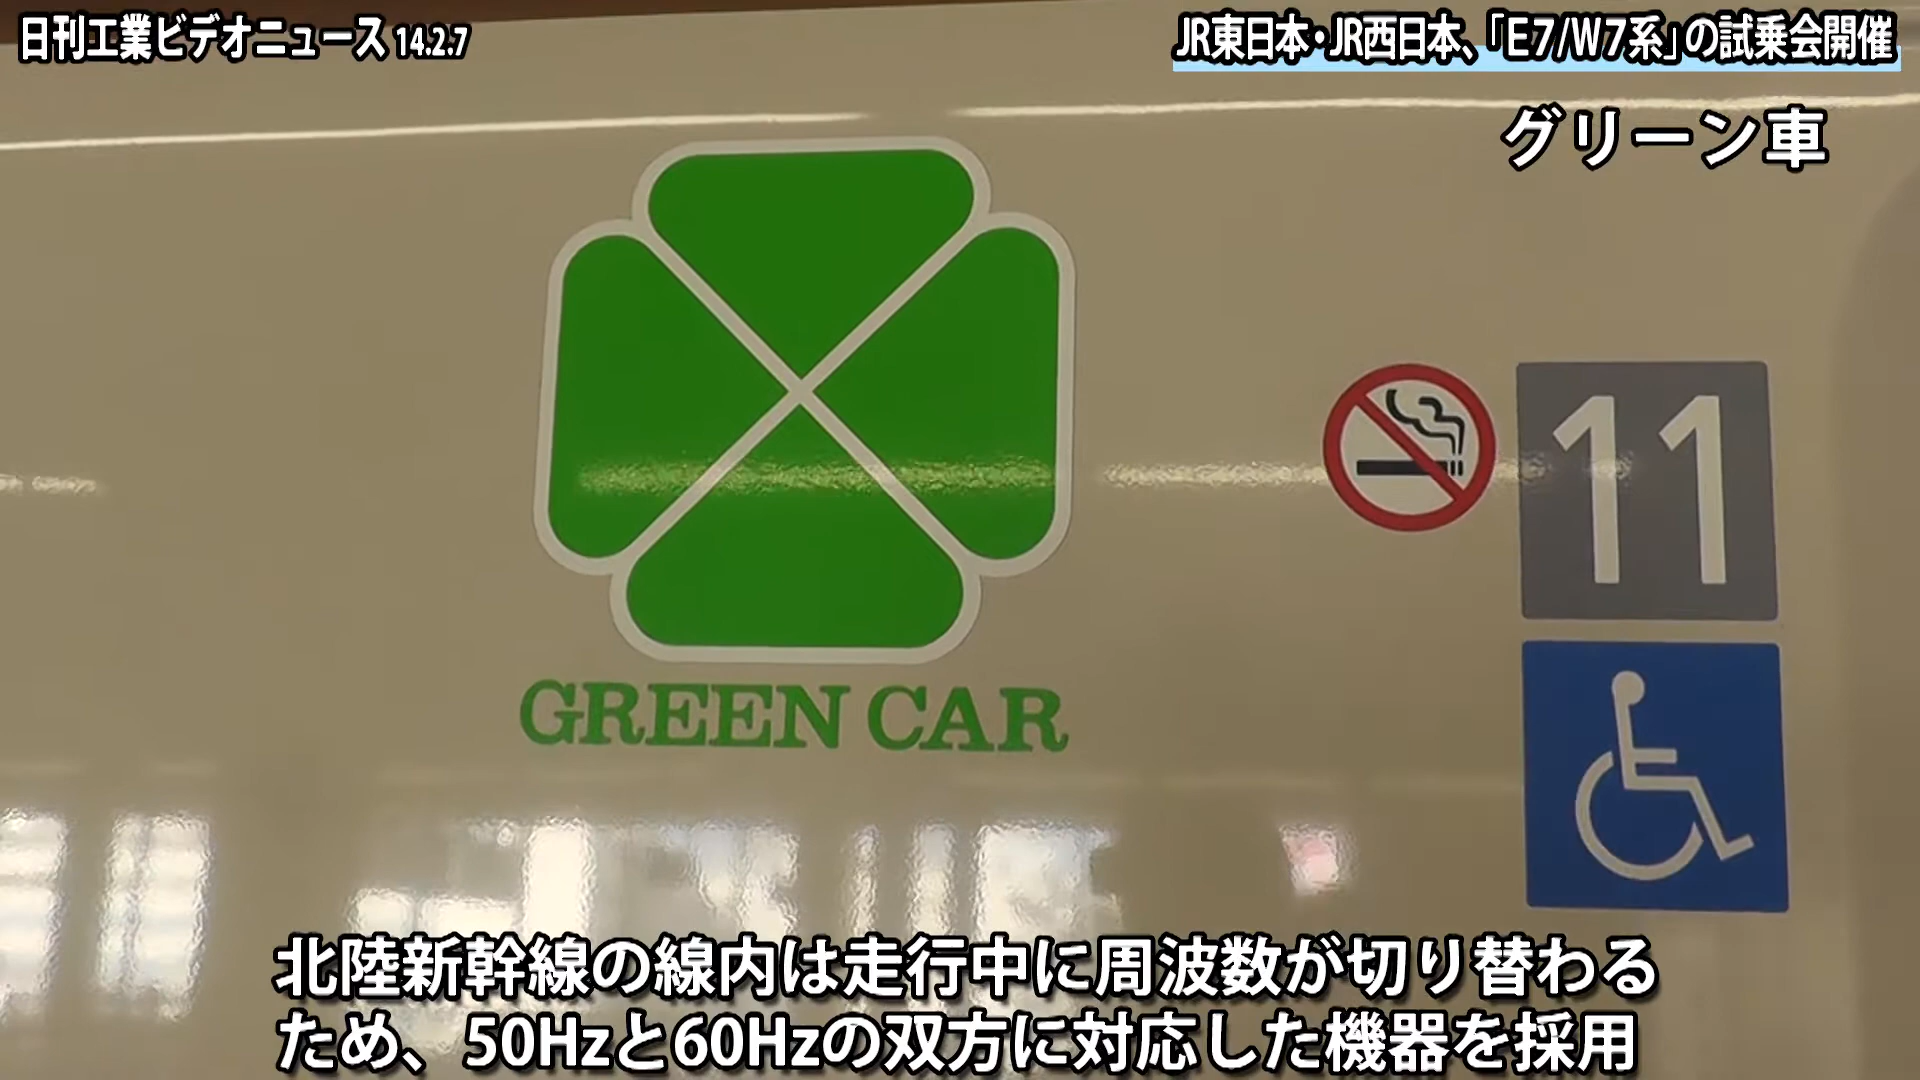 日刊工業ビデオニュース 14.2.7
JR東日本・JR西日本、「E7/W7系」の試乗会開催
グリーン車
11
GREEN CAR
北陸新幹線の線内は走行中に周波数が切り替わる
ため、50Hzと60Hzの双方に対応した機器を採用